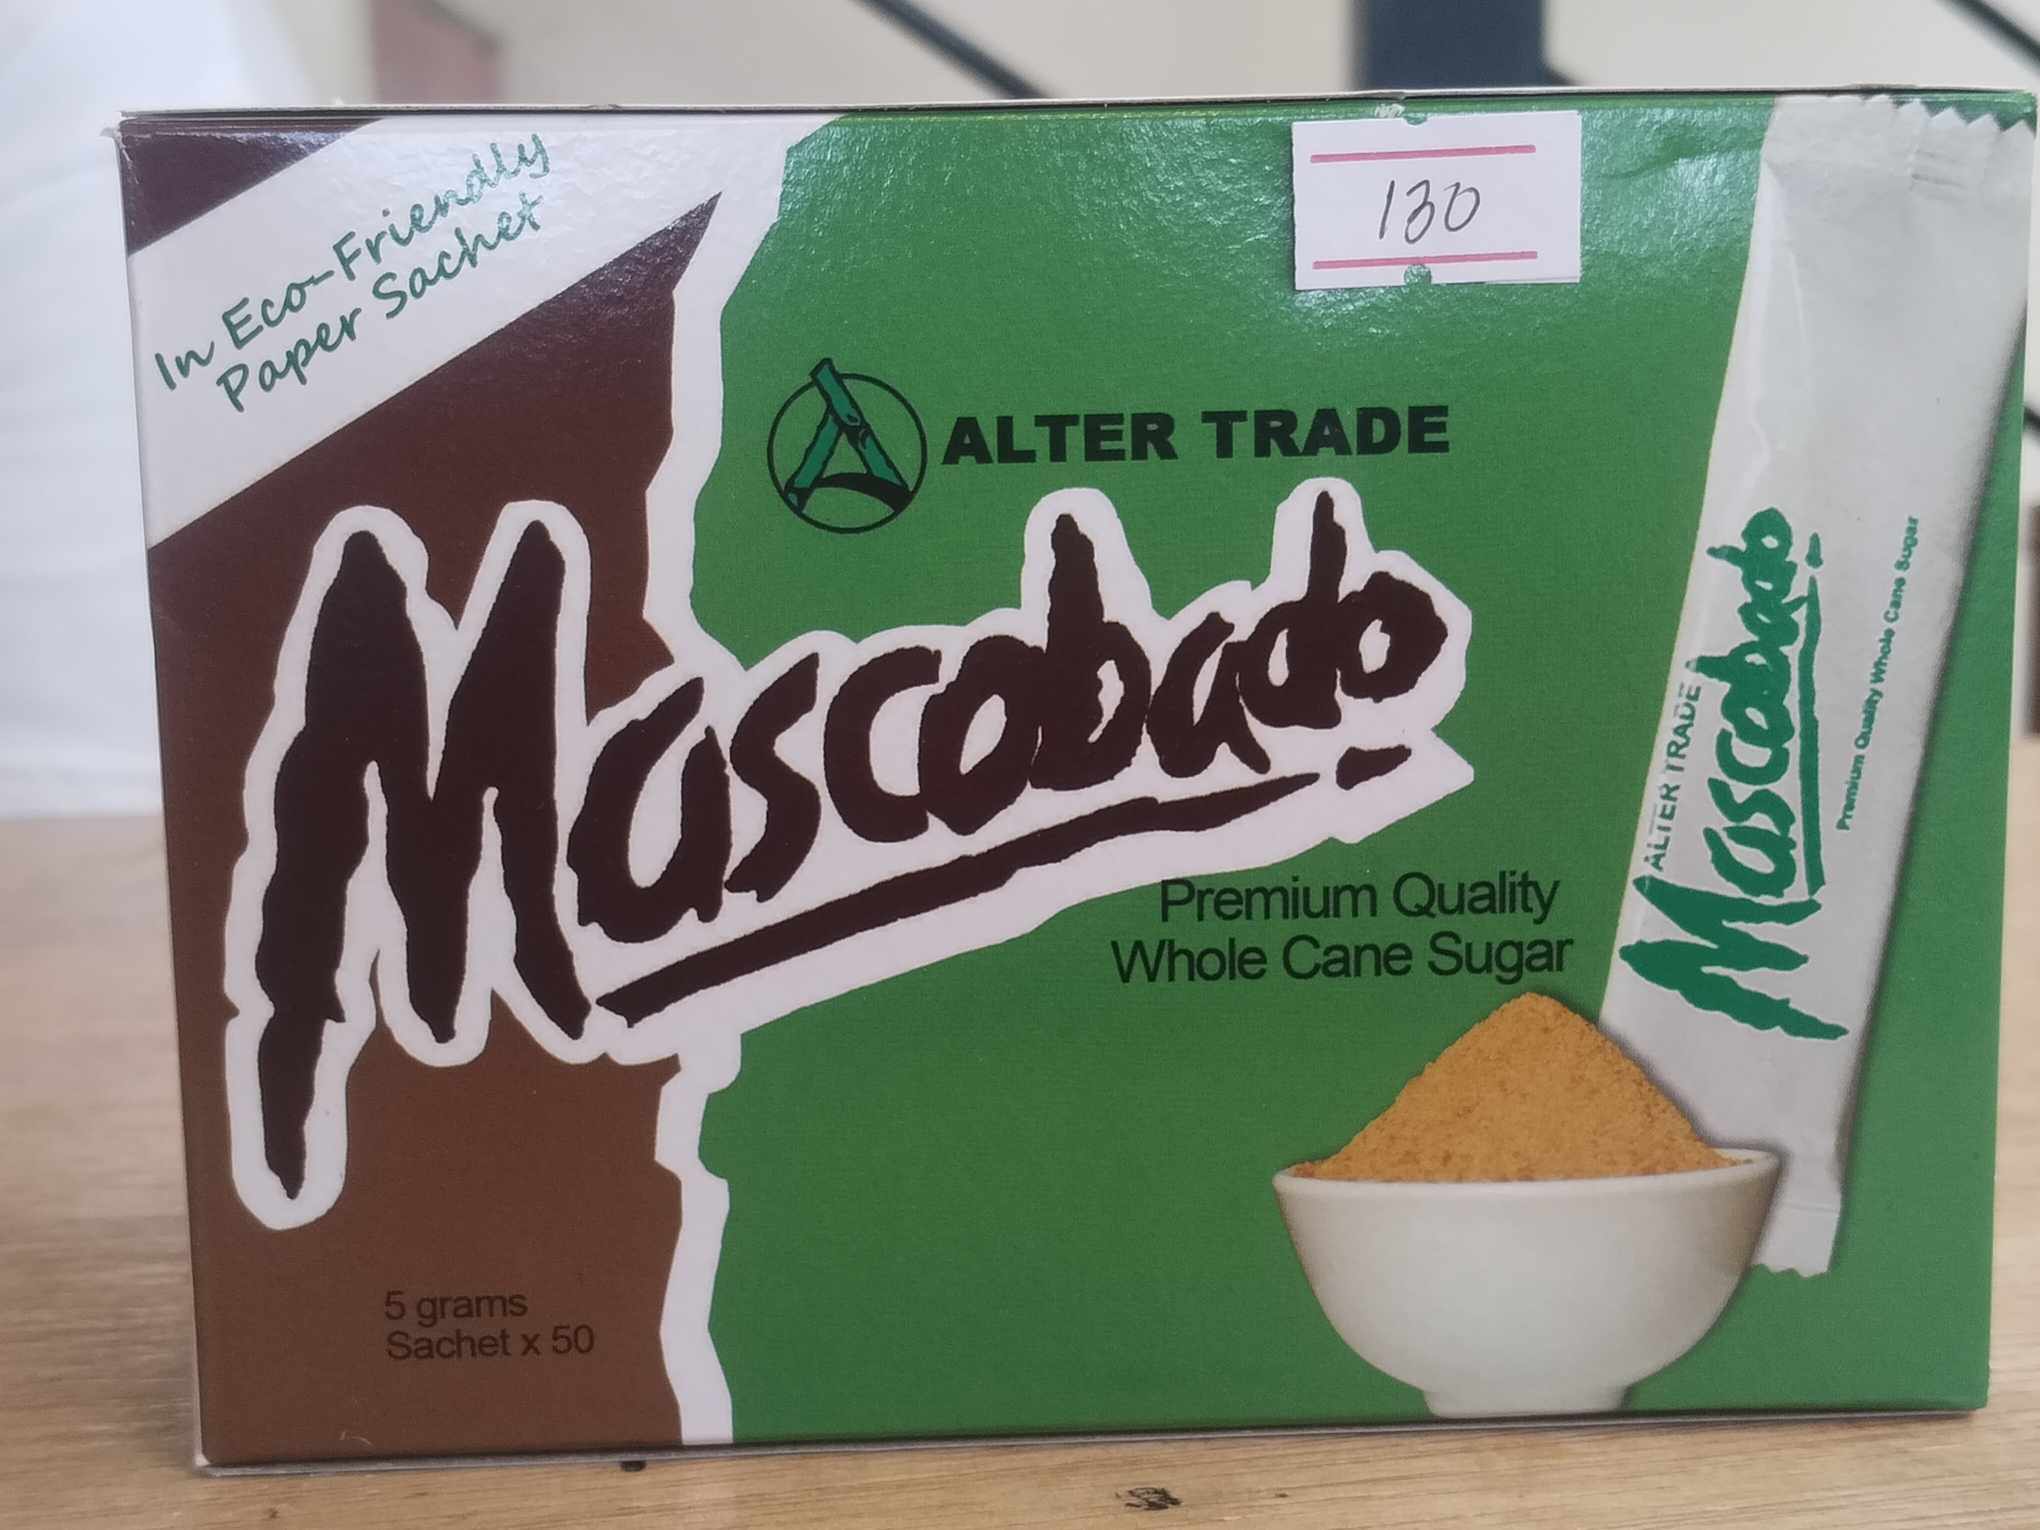 In Eco-Friendly
Paper Sachet
130
ALTER TRADE
Mascobado
Premium Quality
Whole Cane Sugar
5 grams
Sachet x 50
ALTER TRADE
Mascobado
Premium Quality Whole Cane Sugar